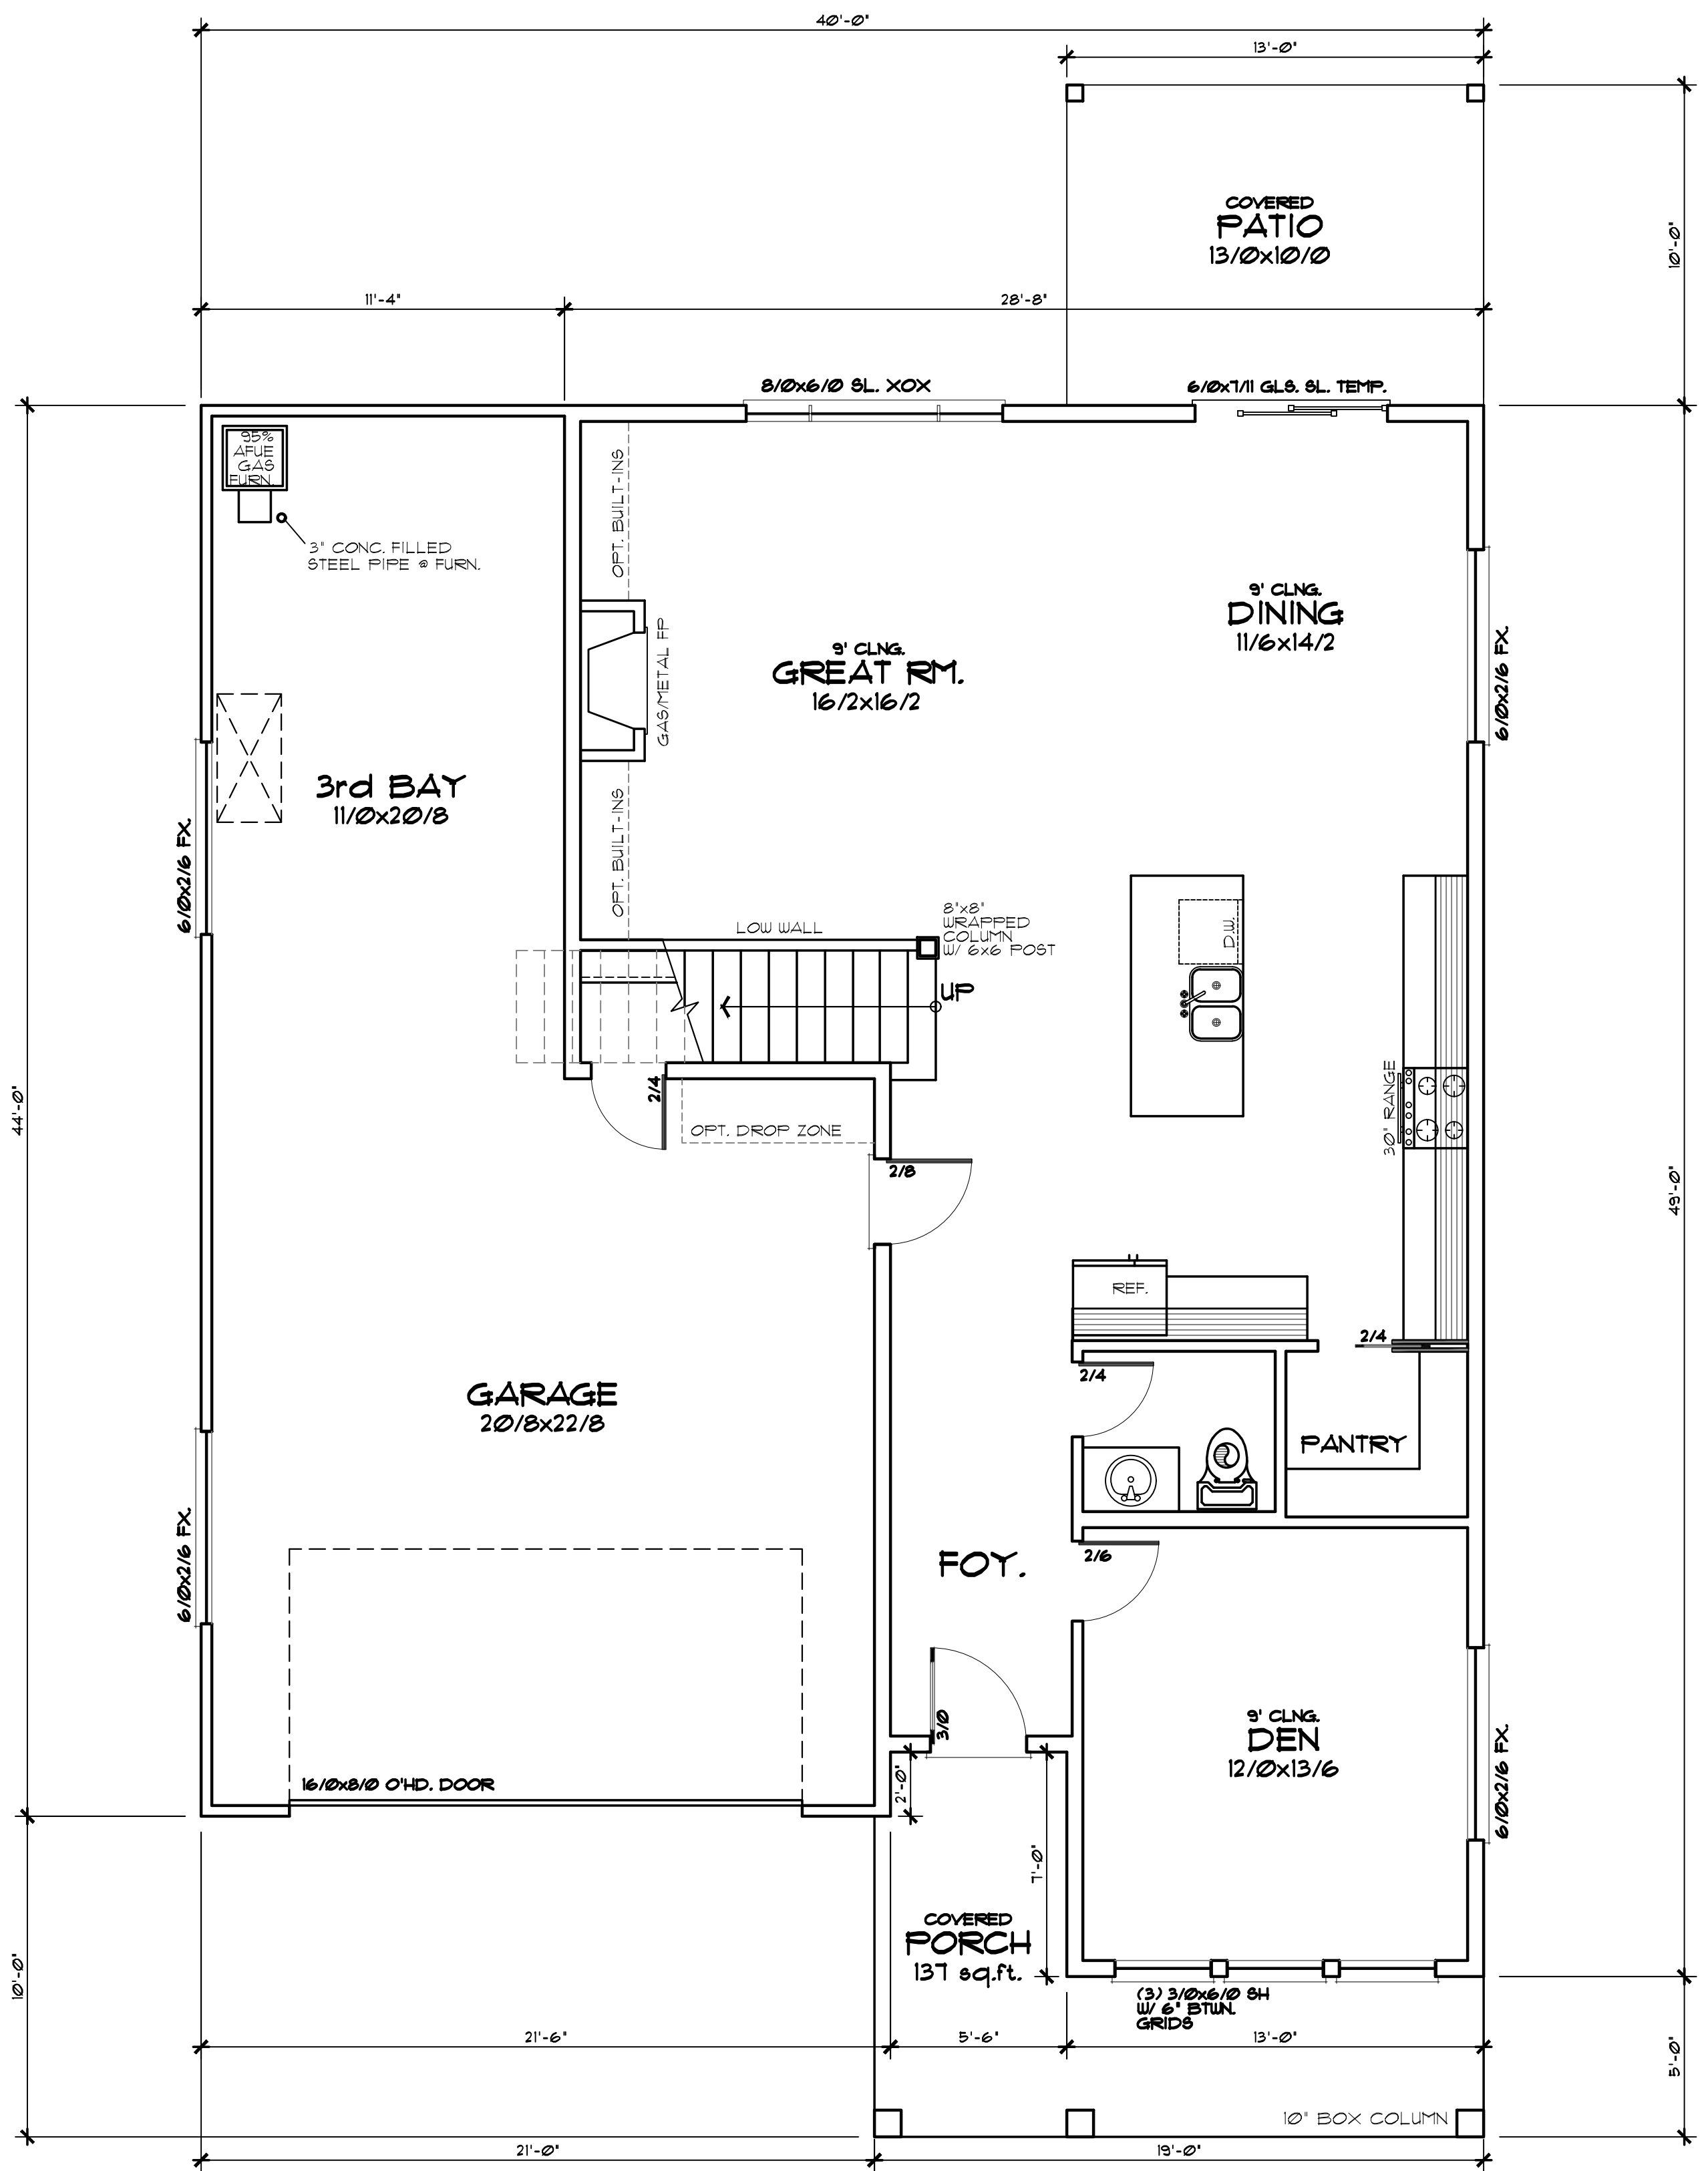 40'-0"
13'-0"
COVERED
PATIO
13/0x10/0
10'-0"
11'-4"
28'-8"
8/0x6/0 SL. XOX
6/0x7/11 GLS. SL. TEMP.
95%
AFUE
GAS
FURN.
3" CONC. FILLED
STEEL PIPE @ FURN.
OPT. BUILT-INS
GAS/METAL FP
9' CLNG.
GREAT RM.
16/2x16/2
9' CLNG.
DINING
11/6x14/2
6/0x2/6 FX.
3rd BAY
11/0x20/8
6/0x2/6 FX.
OPT. BUILT-INS
LOW WALL
8"x8"
WRAPPED
COLUMN
W/ 6x6 POST
D.W.
UP
44'-0"
2/4
OPT. DROP ZONE
2/8
30" RANGE
49'-0"
REF.
2/4
2/4
GARAGE
20/8x22/8
PANTRY
6/0x2/6 FX.
FOY.
2/6
3/0
9' CLNG.
DEN
12/0x13/6
6/0x2/6 FX.
16/0x8/0 O'HD. DOOR
2'-0"
7'-0"
COVERED
PORCH
137 sq.ft.
(3) 3/0x6/0 SH
W/ 6" BTWN.
GRIDS
10'-0"
21'-6"
5'-6"
13'-0"
5'-0"
10" BOX COLUMN
21'-0"
19'-0"